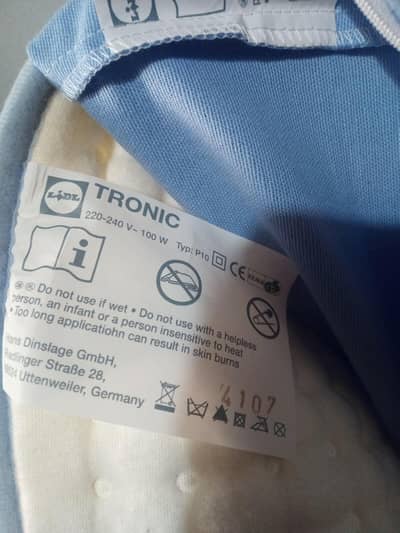 LIDL
TRONIC
220-240 V~ 100 W Typ: P10
CE
Do not use if wet • Do not use with a helpless
person, an infant or a person insensitive to heat
• Too long applicatiohn can result in skin burns
Dinslage GmbH,
Straße 28,
Uttenweiler, Germany
4107